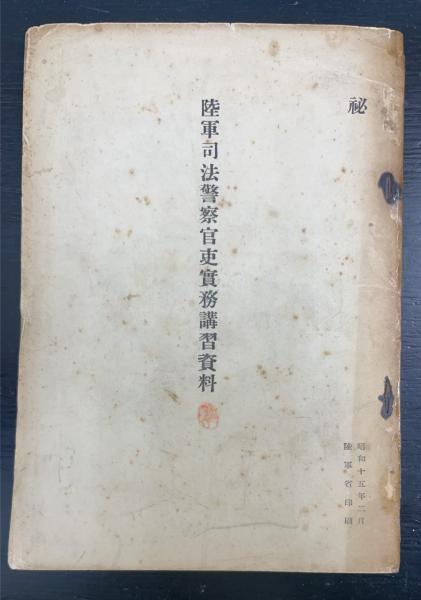 祕
陸軍司法警察官吏實務講習資料
昭和十五年二月
陸軍省印刷